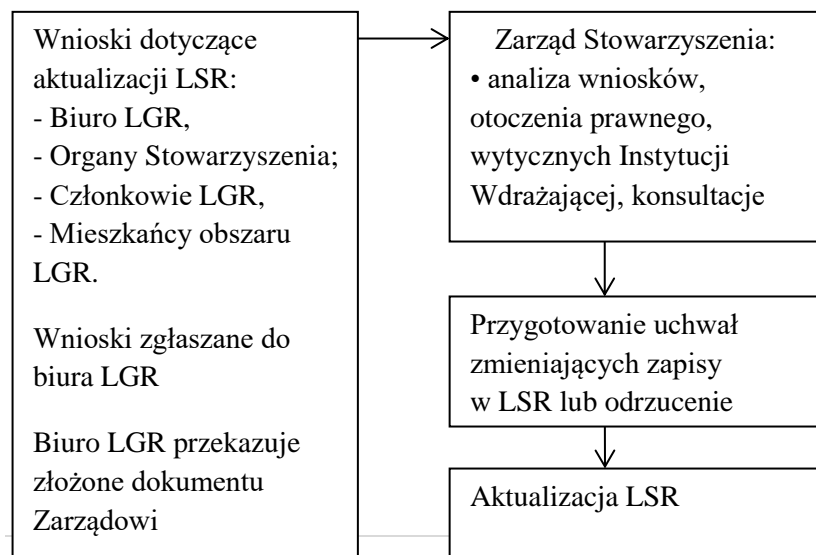 Wnioski dotyczące
aktualizacji LSR:
- Biuro LGR,
- Organy Stowarzyszenia;
- Członkowie LGR,
- Mieszkańcy obszaru
LGR.
Wnioski zgłaszane do
biura LGR
Biuro LGR przekazuje
złożone dokumentu
Zarządowi
Zarząd Stowarzyszenia:
• analiza wniosków,
otoczenia prawnego,
wytycznych Instytucji
Wdrażającej, konsultacje
Przygotowanie uchwał
zmieniających zapisy
w LSR lub odrzucenie
Aktualizacja LSR